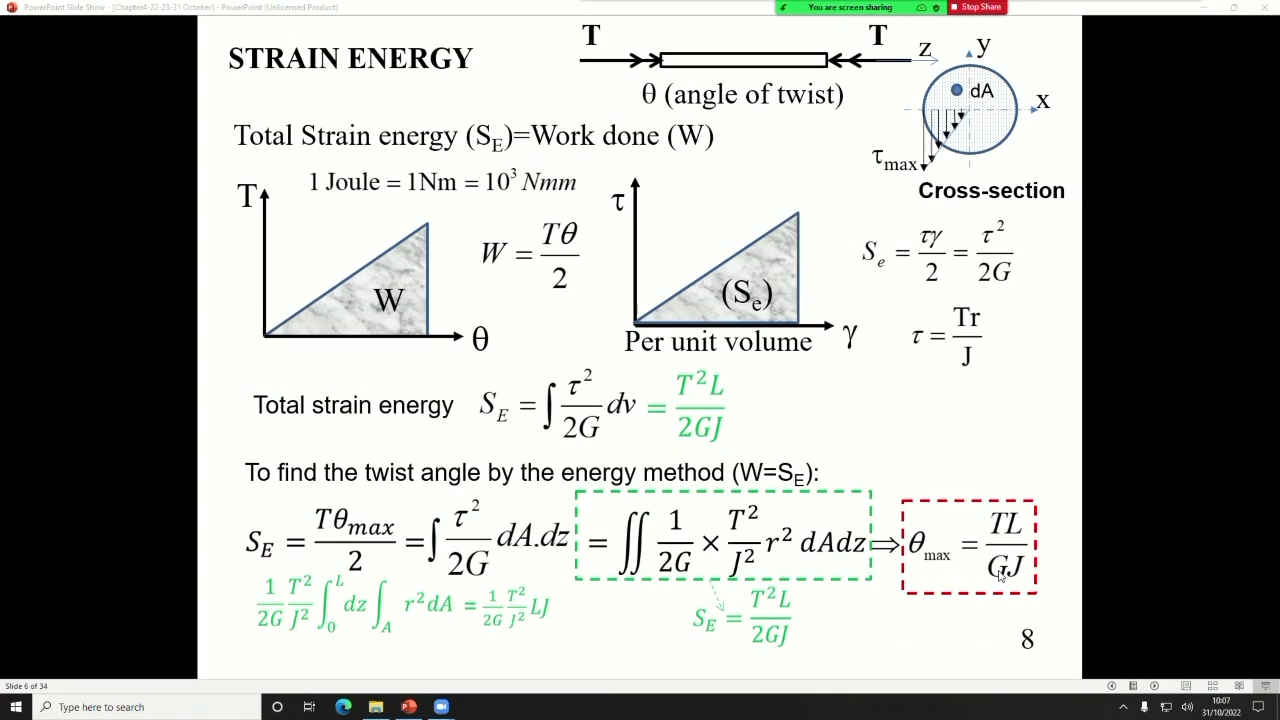 PowerPoint Slide Show - [Chapter4-22-23-31 October] - PowerPoint (Unlicensed Product)
You are screen sharing
Stop Share
STRAIN ENERGY
T T
θ (angle of twist)
z y
dA
x
τmax
Cross-section
Total Strain energy (SE)=Work done (W)
1 Joule = 1Nm = 10³ Nmm
T
W = Tθ/2
W
θ
τ
(Se)
Per unit volume
γ
Se = τγ/2 = τ²/2G
τ = Tr/J
Total strain energy SE = ∫ τ²/2G dv = T²L/2GJ
To find the twist angle by the energy method (W=SE):
SE = Tθmax/2 = ∫ τ²/2G dA.dz = ∬ 1/2G × T²/J² r² dAdz ⇒ θmax = TL/GJ
1/2G T²/J² ∫₀ᴸ dz ∫A r²dA = 1/2G T²/J² LJ
SE = T²L/2GJ
8
Slide 6 of 34
Type here to search
10:07
31/10/2022